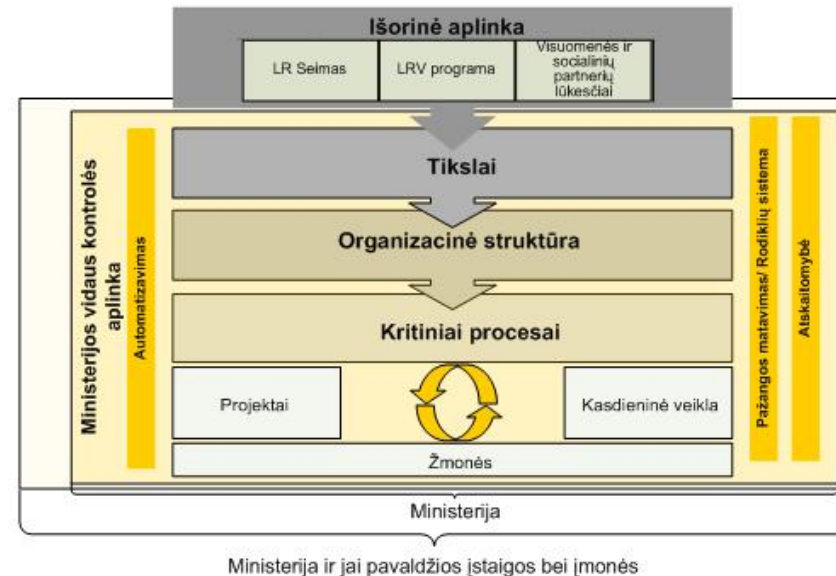 Išorinė aplinka
LR Seimas
LRV programa
Visuomenės ir
socialinių
partnerių
lūkesčiai
Tikslai
Organizacinė struktūra
Kritiniai procesai
Projektai
Kasdieninė veikla
Žmonės
Ministerijos vidaus kontrolės
aplinka
Automatizavimas
Pažangos matavimas/ Rodiklių sistema
Atskaitomybė
Ministerija
Ministerija ir jai pavaldžios įstaigos bei įmonės